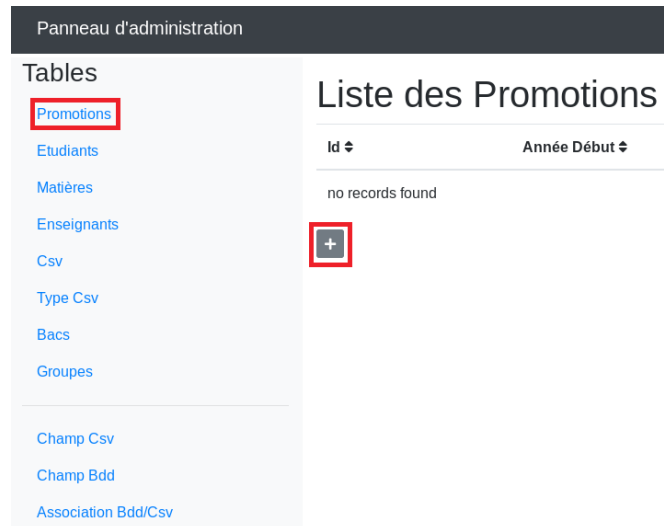 Panneau d'administration
Tables
Promotions
Etudiants
Matières
Enseignants
Csv
Type Csv
Bacs
Groupes
Champ Csv
Champ Bdd
Association Bdd/Csv
Liste des Promotions
Id Année Début
no records found
+